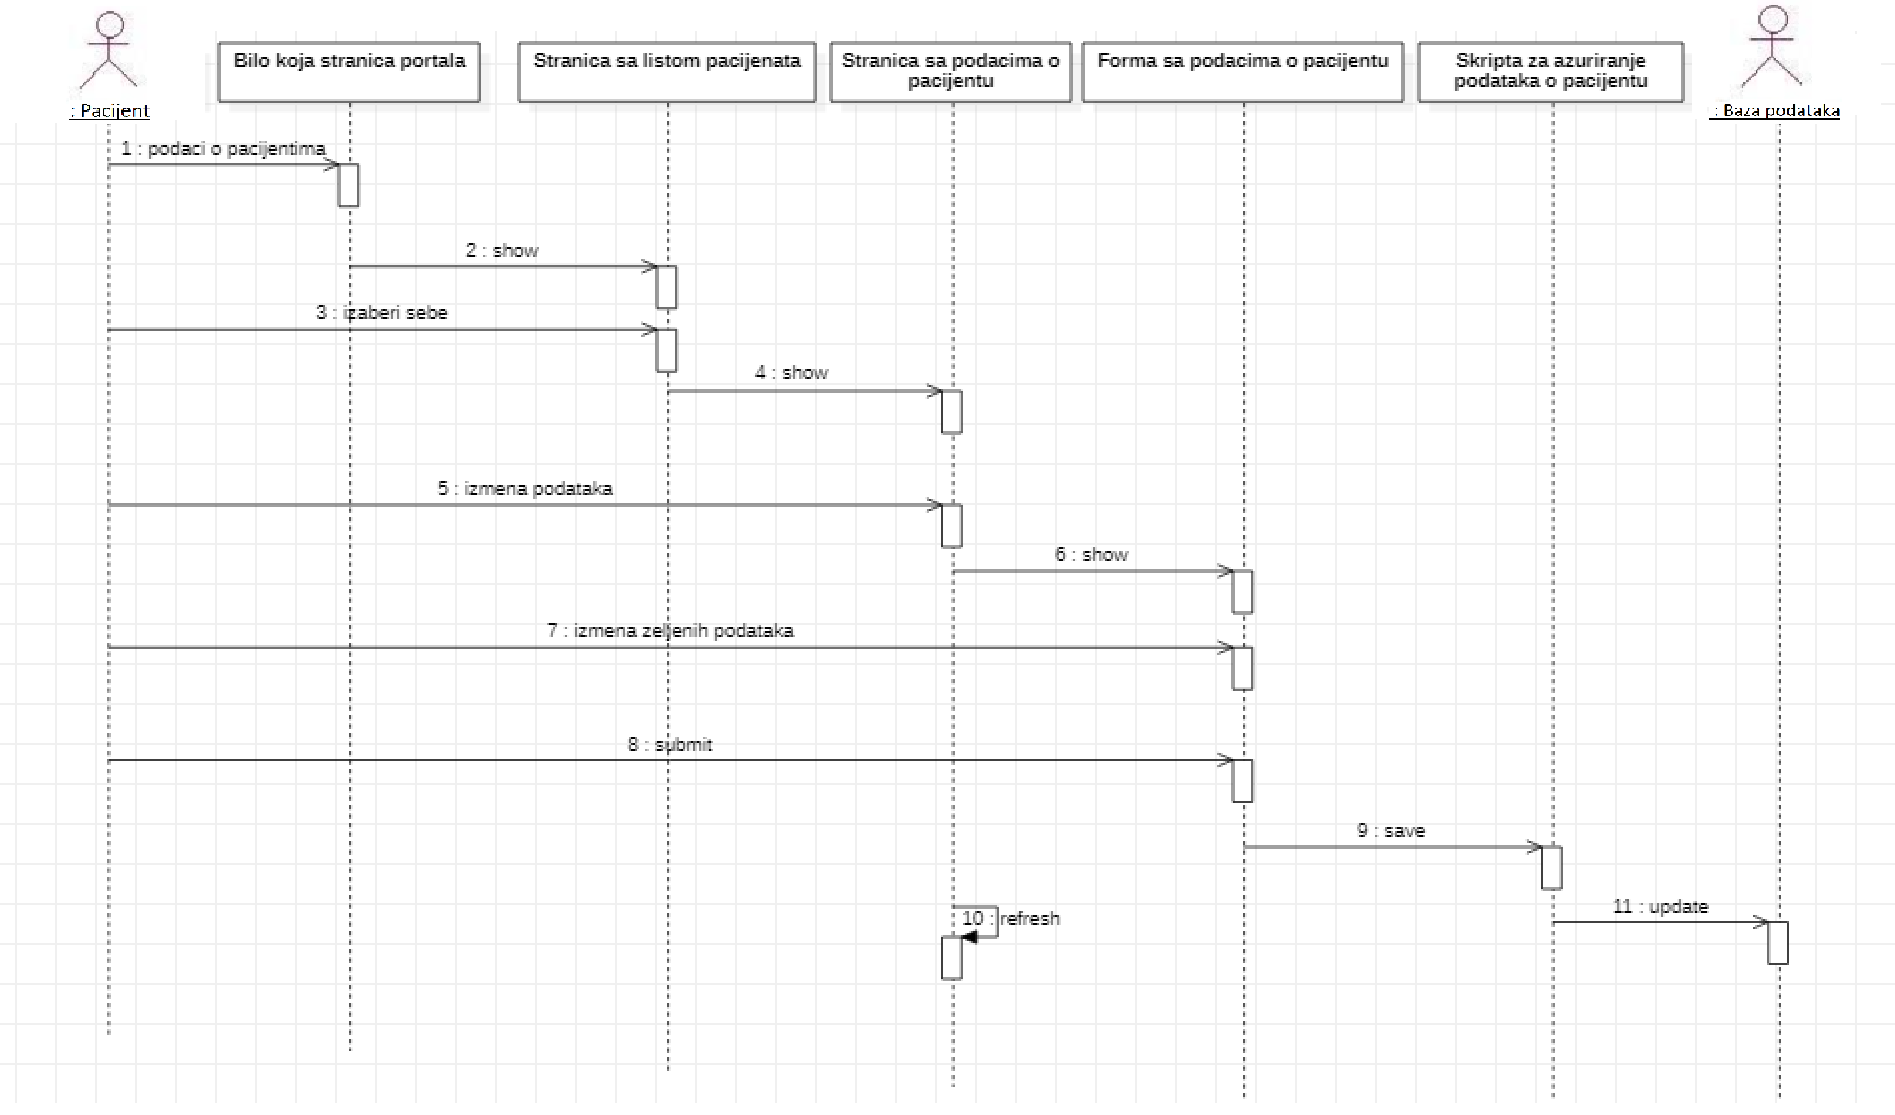 : Pacijent
Bilo koja stranica portala
Stranica sa listom pacijenata
Stranica sa podacima o
pacijentu
Forma sa podacima o pacijentu
Skripta za azuriranje
podataka o pacijentu
: Baza podataka
1 : podaci o pacijentima
2 : show
3 : izaberi sebe
4 : show
5 : izmena podataka
6 : show
7 : izmena zeljenih podataka
8 : submit
9 : save
10 : refresh
11 : update